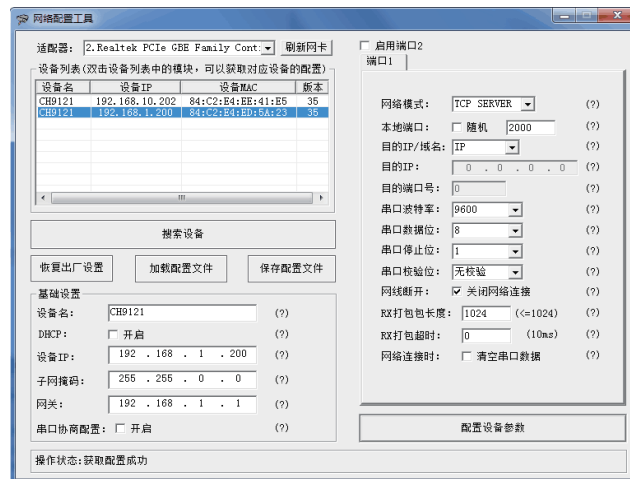 网络配置工具
适配器: 2.Realtek PCIe GBE Family Cont: 刷新网卡
设备列表(双击设备列表中的模块，可以获取对应设备的配置)
设备名 设备IP 设备MAC 版本
CH9121 192.168.10.202 84:C2:E4:EE:41:E5 35
CH9121 192.168.1.200 84:C2:E4:ED:5A:23 35
搜索设备
恢复出厂设置 加载配置文件 保存配置文件
基础设置
设备名: CH9121 (?)
DHCP: 开启 (?)
设备IP: 192 . 168 . 1 . 200 (?)
子网掩码: 255 . 255 . 0 . 0 (?)
网关: 192 . 168 . 1 . 1 (?)
串口协商配置: 开启 (?)
启用端口2
端口1
网络模式: TCP SERVER (?)
本地端口: 随机 2000 (?)
目的IP/域名: IP (?)
目的IP: 0 . 0 . 0 . 0 (?)
目的端口号: 0 (?)
串口波特率: 9600 (?)
串口数据位: 8 (?)
串口停止位: 1 (?)
串口校验位: 无校验 (?)
网线断开: 关闭网络连接 (?)
RX打包包长度: 1024 (<=1024) (?)
RX打包超时: 0 (10ms) (?)
网络连接时: 清空串口数据 (?)
配置设备参数
操作状态:获取配置成功